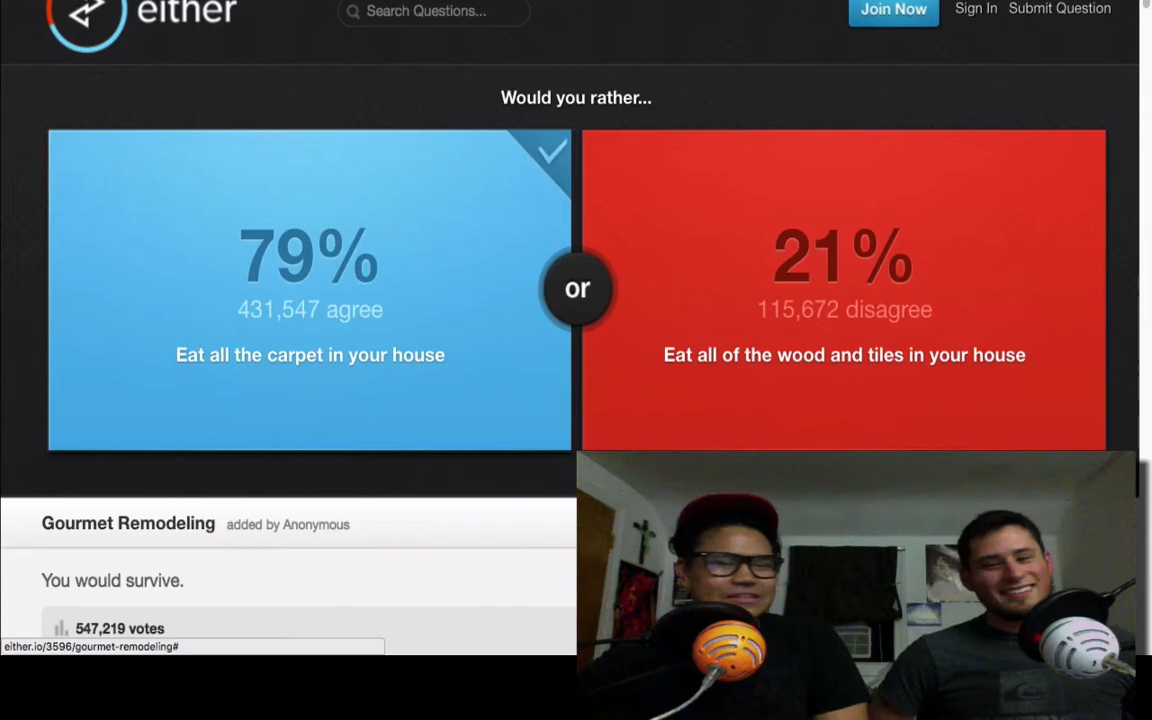 either
Search Questions...
Join Now
Sign In
Submit Question
Would you rather...
79%
431,547 agree
Eat all the carpet in your house
or
21%
115,672 disagree
Eat all of the wood and tiles in your house
Gourmet Remodeling added by Anonymous
You would survive.
547,219 votes
either.io/3596/gourmet-remodeling#